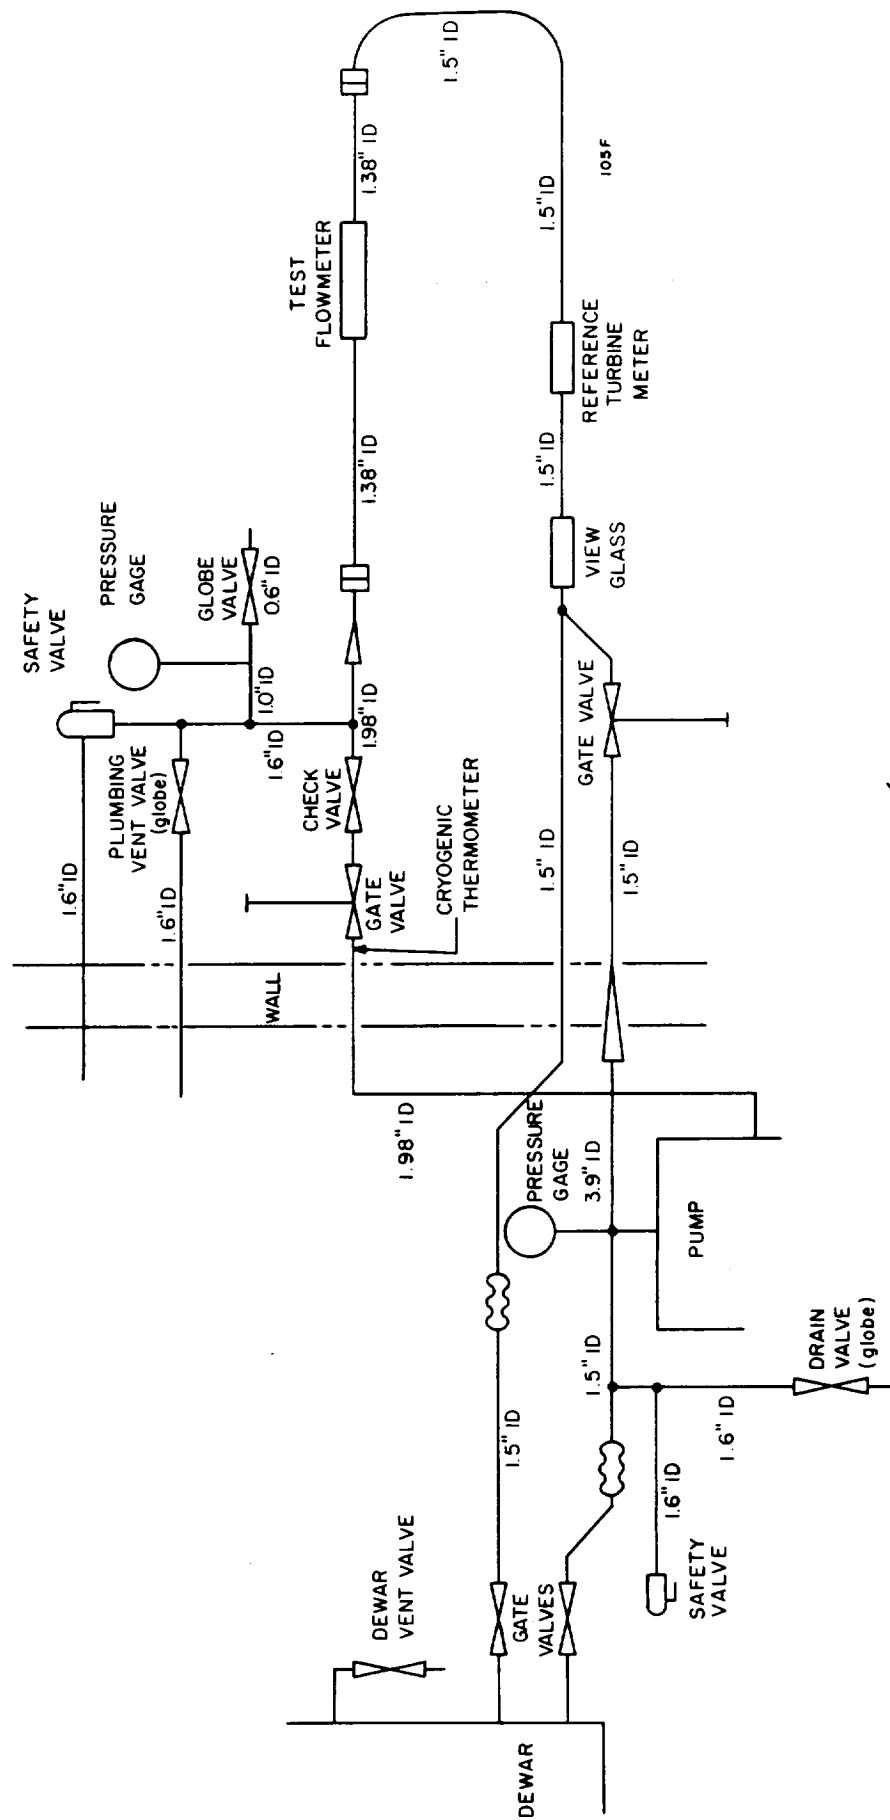 SAFETY
VALVE
PRESSURE
GAGE
GLOBE
VALVE
0.6" ID
1.0" ID
1.6" ID
1.6" ID
PLUMBING
VENT VALVE
(globe)
1.6" ID
WALL
TEST
FLOWMETER
1.38" ID
1.38" ID
1.5" ID
1.98" ID
CHECK
VALVE
GATE
VALVE
CRYOGENIC
THERMOMETER
1.98" ID
1.5" ID
105F
REFERENCE
TURBINE
METER
1.5" ID
VIEW
GLASS
GATE VALVE
1.5" ID
1.5" ID
PRESSURE
GAGE
3.9" ID
PUMP
1.5" ID
1.5" ID
DRAIN
VALVE
(globe)
1.6" ID
1.6" ID
SAFETY
VALVE
DEWAR
VENT VALVE
GATE
VALVES
DEWAR